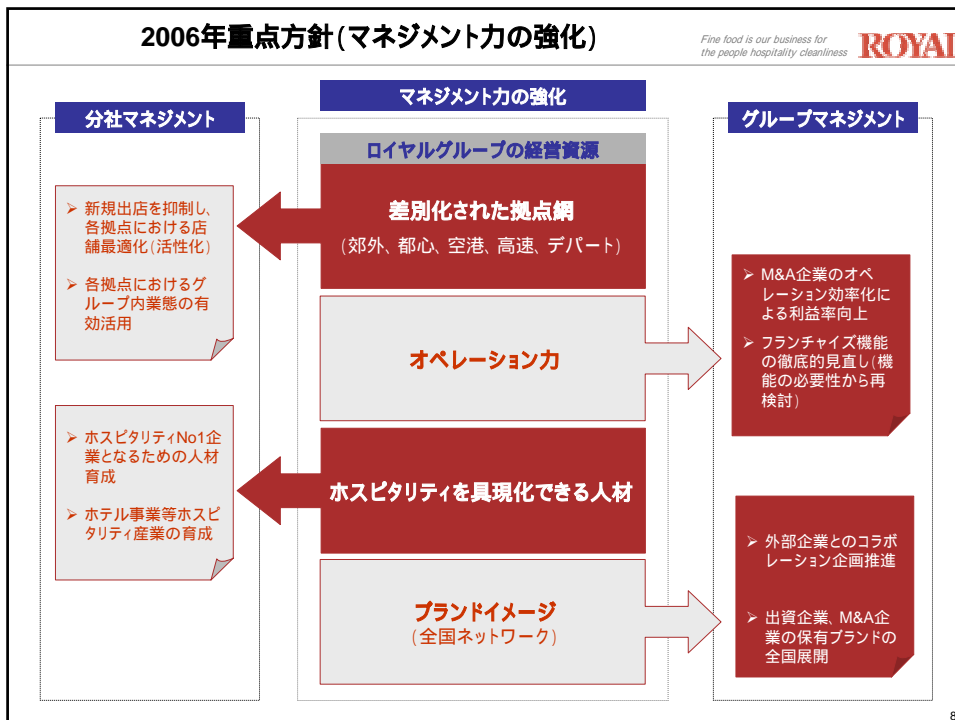 2006年重点方針(マネジメント力の強化)
Fine food is our business for
the people hospitality cleanliness
ROYAL
分社マネジメント
新規出店を抑制し、
各拠点における店
舗最適化(活性化)
各拠点におけるグ
ループ内業態の有
効活用
ホスピタリティNo1企
業となるための人材
育成
ホテル事業等ホスピ
タリティ産業の育成
マネジメント力の強化
ロイヤルグループの経営資源
差別化された拠点網
(郊外、都心、空港、高速、デパート)
オペレーション力
ホスピタリティを具現化できる人材
ブランドイメージ
(全国ネットワーク)
グループマネジメント
M&A企業のオペ
レーション効率化に
よる利益率向上
フランチャイズ機能
の徹底的見直し(機
能の必要性から再
検討)
外部企業とのコラボ
レーション企画推進
出資企業、M&A企
業の保有ブランドの
全国展開
8